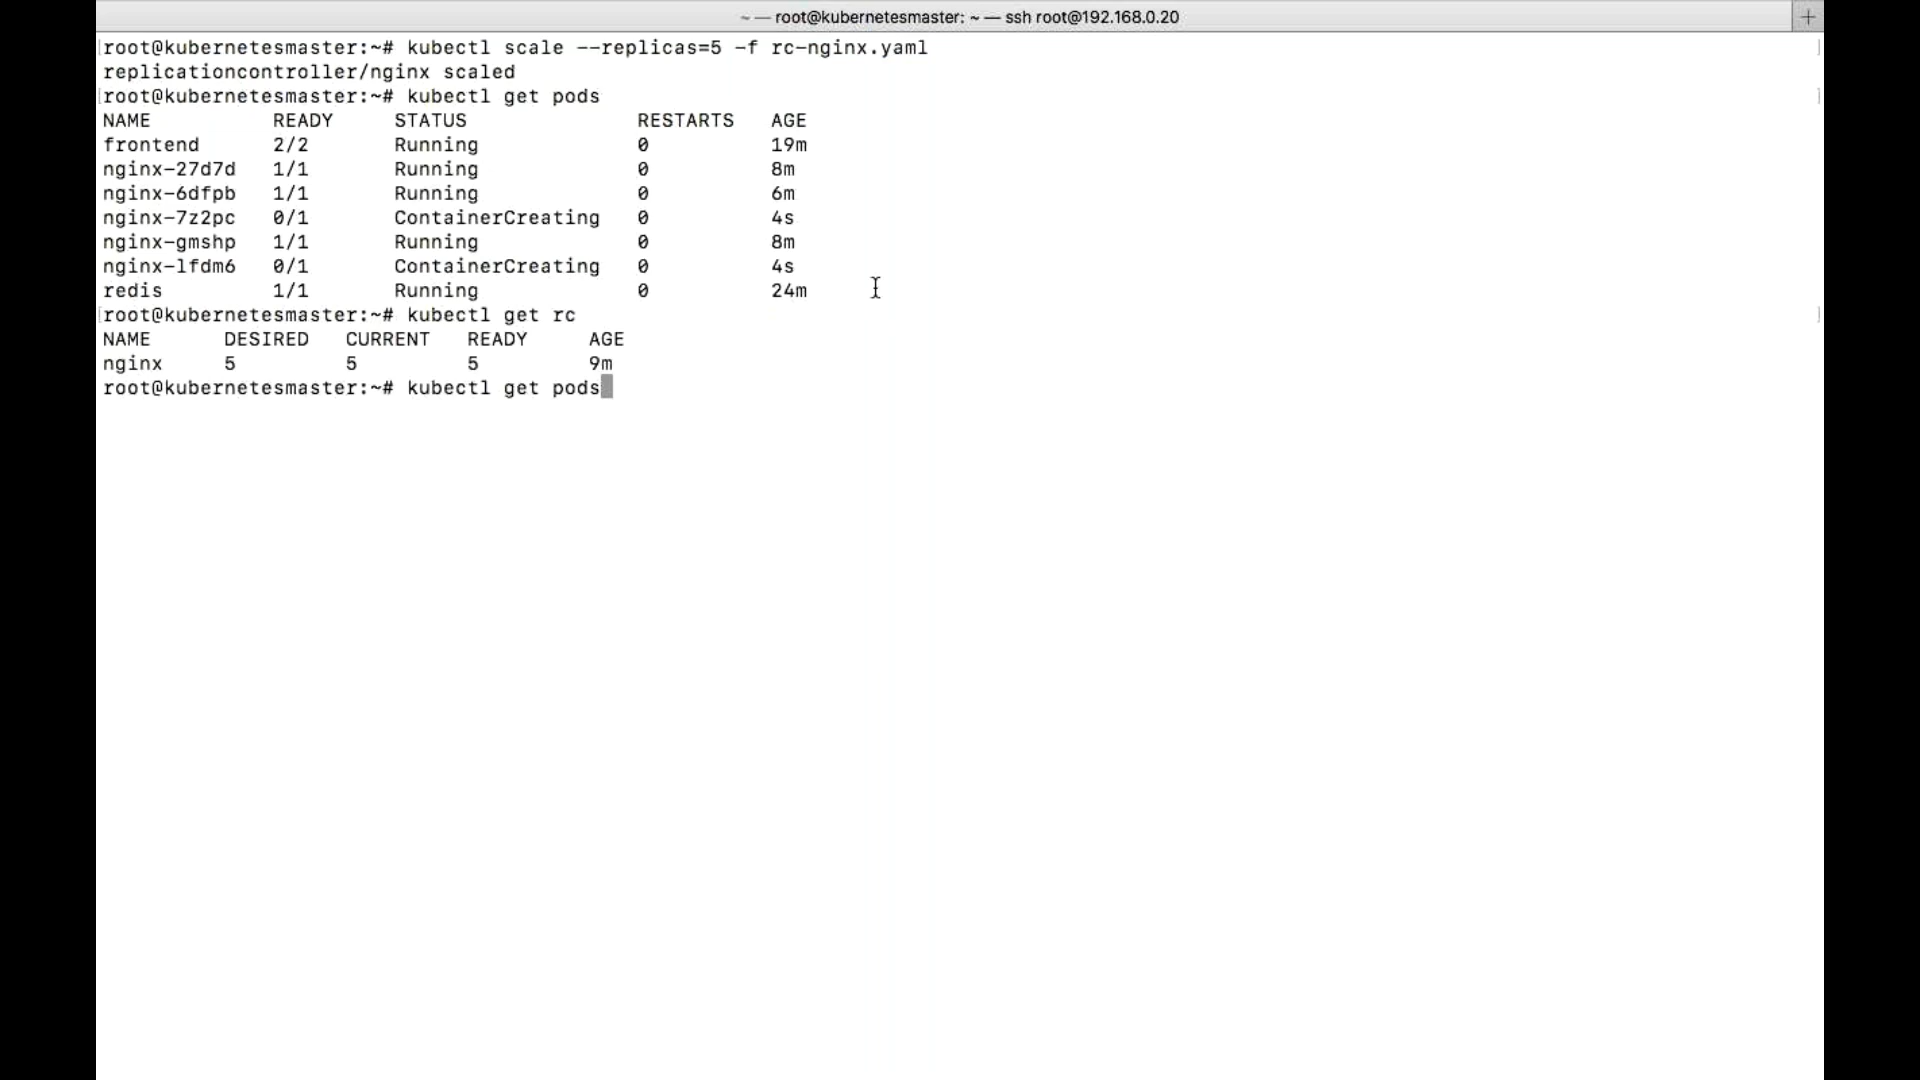 ~ — root@kubernetesmaster: ~ — ssh root@192.168.0.20
root@kubernetesmaster:~# kubectl scale --replicas=5 -f rc-nginx.yaml
replicationcontroller/nginx scaled
root@kubernetesmaster:~# kubectl get pods
NAME READY STATUS RESTARTS AGE
frontend 2/2 Running 0 19m
nginx-27d7d 1/1 Running 0 8m
nginx-6dfpb 1/1 Running 0 6m
nginx-7z2pc 0/1 ContainerCreating 0 4s
nginx-gmshp 1/1 Running 0 8m
nginx-lfdm6 0/1 ContainerCreating 0 4s
redis 1/1 Running 0 24m
root@kubernetesmaster:~# kubectl get rc
NAME DESIRED CURRENT READY AGE
nginx 5 5 5 9m
root@kubernetesmaster:~# kubectl get pods